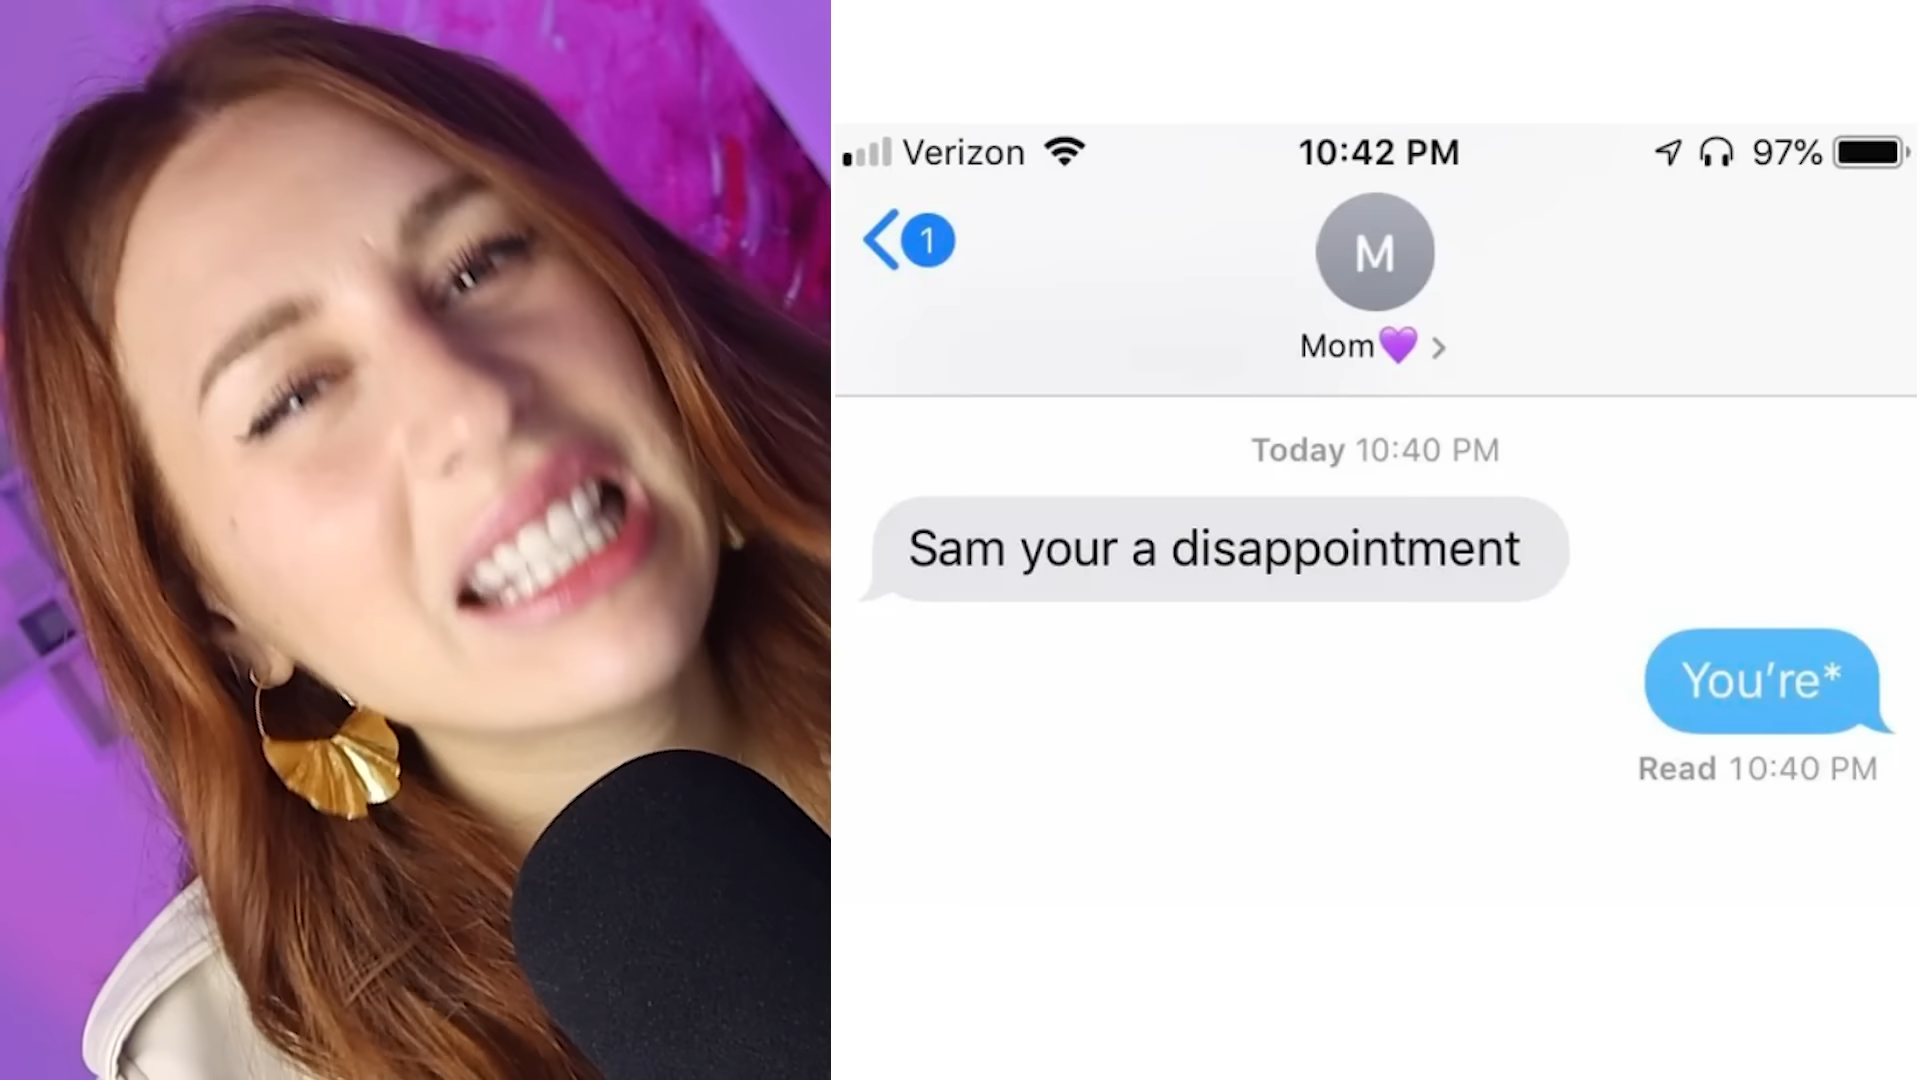 Verizon 10:42 PM 97%
1
M
Mom💜 >
Today 10:40 PM
Sam your a disappointment
You’re*
Read 10:40 PM